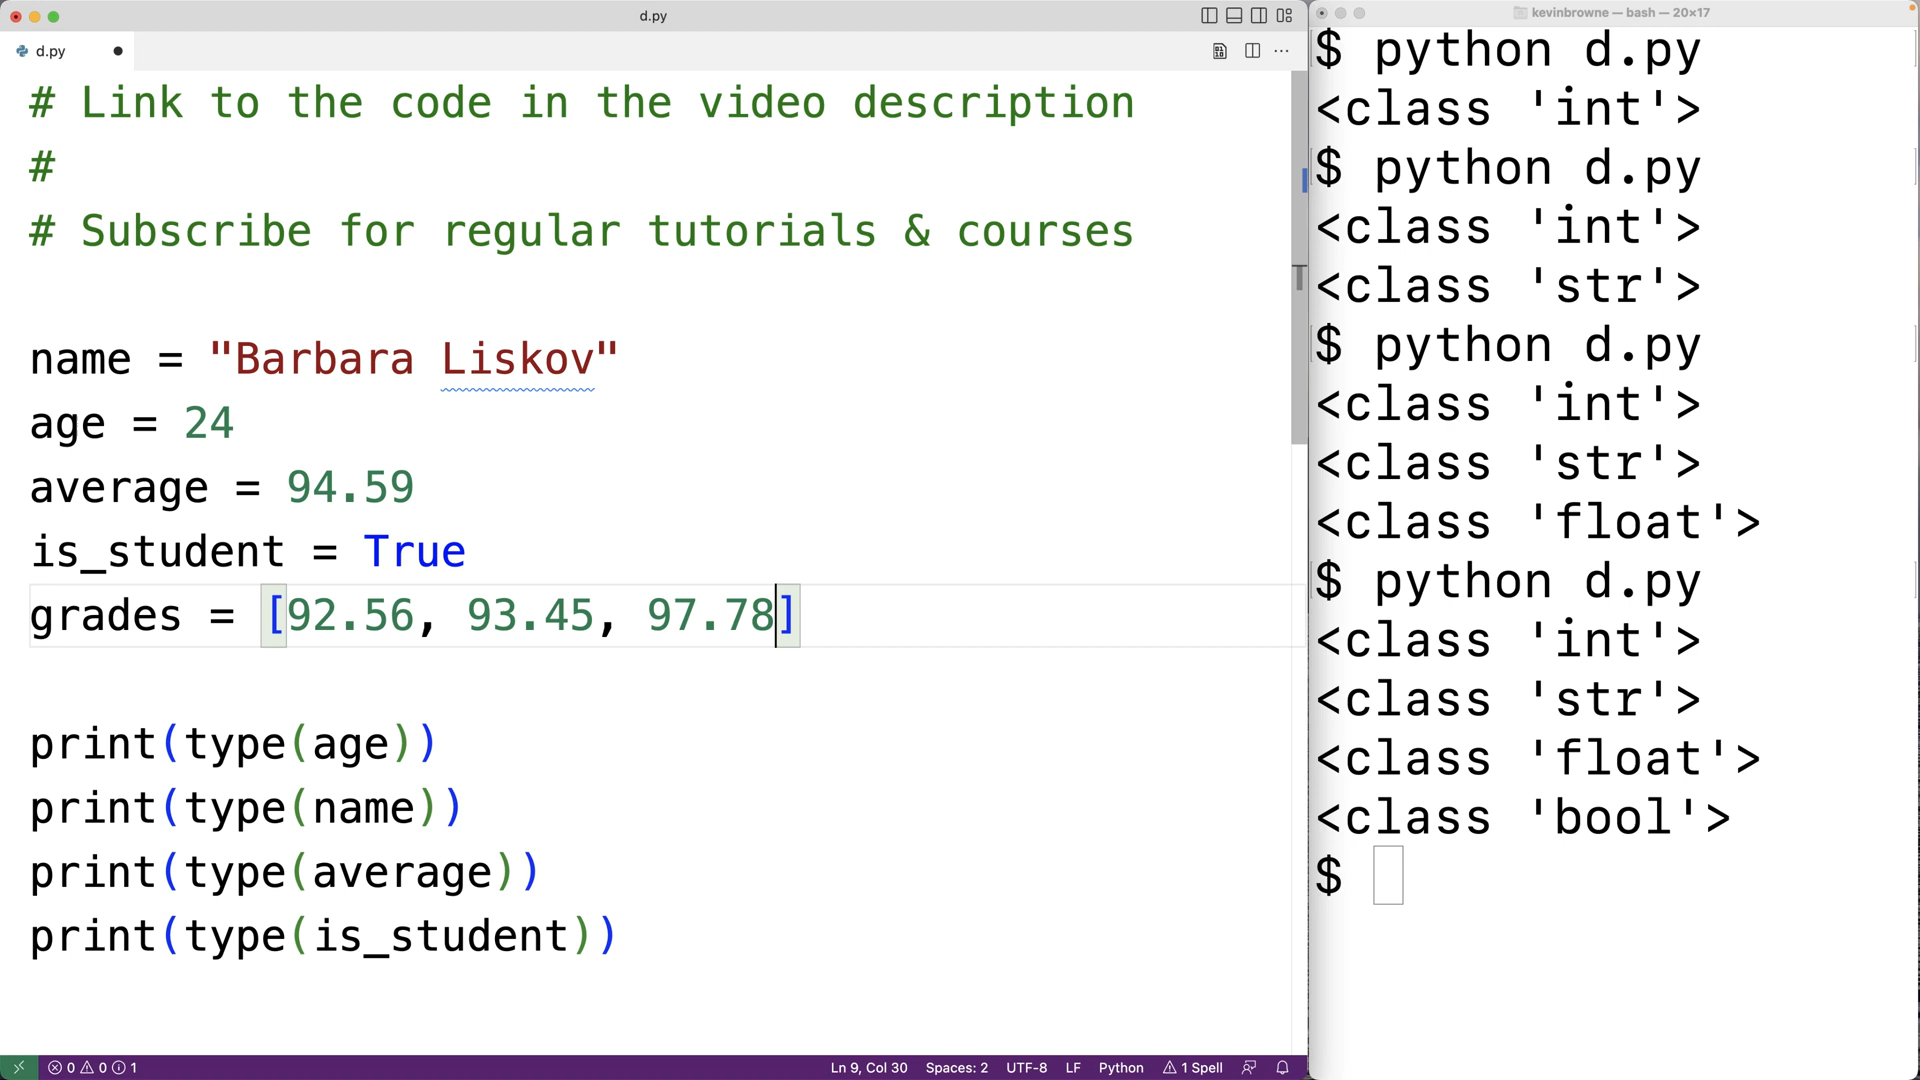 d.py
d.py
# Link to the code in the video description
#
# Subscribe for regular tutorials & courses
name = "Barbara Liskov"
age = 24
average = 94.59
is_student = True
grades = [92.56, 93.45, 97.78]
print(type(age))
print(type(name))
print(type(average))
print(type(is_student))
0 0 1
Ln 9, Col 30 Spaces: 2 UTF-8 LF Python 1 Spell
kevinbrowne — bash — 20×17
$ python d.py
<class 'int'>
$ python d.py
<class 'int'>
<class 'str'>
$ python d.py
<class 'int'>
<class 'str'>
<class 'float'>
$ python d.py
<class 'int'>
<class 'str'>
<class 'float'>
<class 'bool'>
$